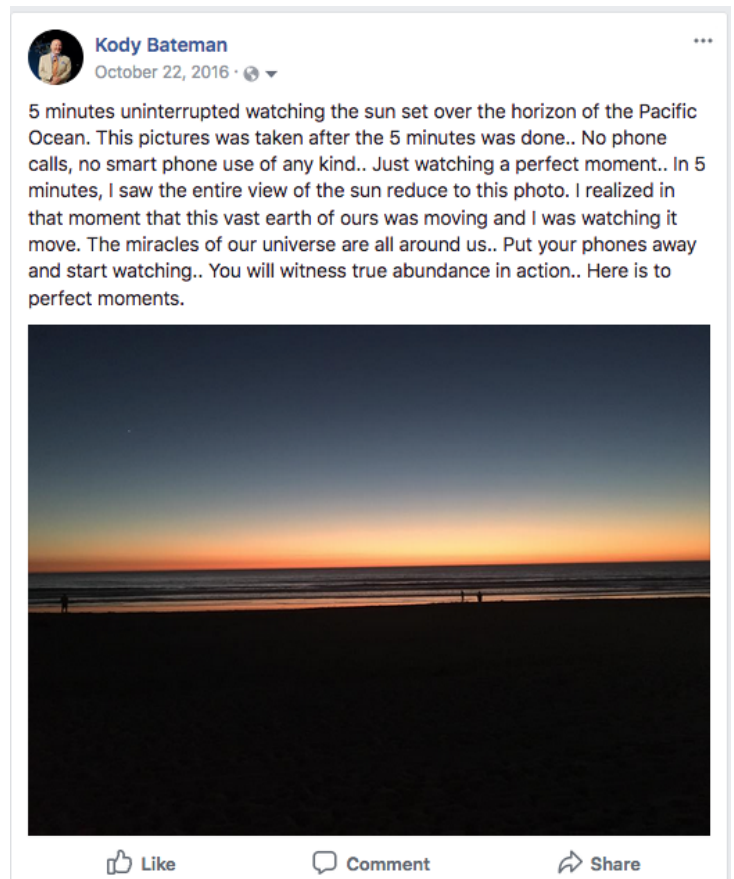 Kody Bateman
October 22, 2016 ·
5 minutes uninterrupted watching the sun set over the horizon of the Pacific
Ocean. This pictures was taken after the 5 minutes was done.. No phone
calls, no smart phone use of any kind.. Just watching a perfect moment.. In 5
minutes, I saw the entire view of the sun reduce to this photo. I realized in
that moment that this vast earth of ours was moving and I was watching it
move. The miracles of our universe are all around us.. Put your phones away
and start watching.. You will witness true abundance in action.. Here is to
perfect moments.
Like Comment Share